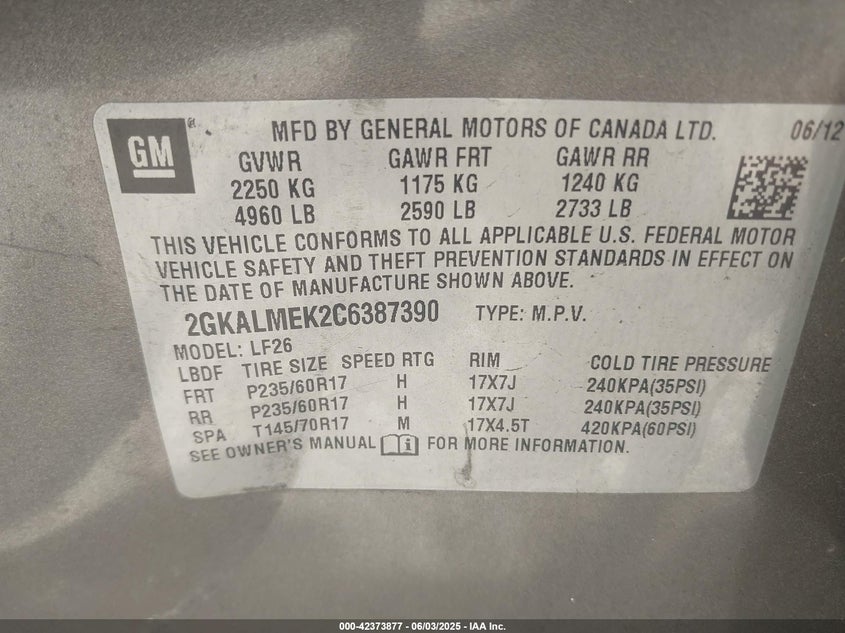 GM
MFD BY GENERAL MOTORS OF CANADA LTD. 06/12
GVWR GAWR FRT GAWR RR
2250 KG 1175 KG 1240 KG
4960 LB 2590 LB 2733 LB
THIS VEHICLE CONFORMS TO ALL APPLICABLE U.S. FEDERAL MOTOR
VEHICLE SAFETY AND THEFT PREVENTION STANDARDS IN EFFECT ON
THE DATE OF MANUFACTURE SHOWN ABOVE.
2GKALMEK2C6387390 TYPE: M.P.V.
MODEL: LF26
LBDF TIRE SIZE SPEED RTG RIM COLD TIRE PRESSURE
FRT P235/60R17 H 17X7J 240KPA(35PSI)
RR P235/60R17 H 17X7J 240KPA(35PSI)
SPA T145/70R17 M 17X4.5T 420KPA(60PSI)
SEE OWNER'S MANUAL i FOR MORE INFORMATION.
000-42373877 - 06/03/2025 - IAA Inc.